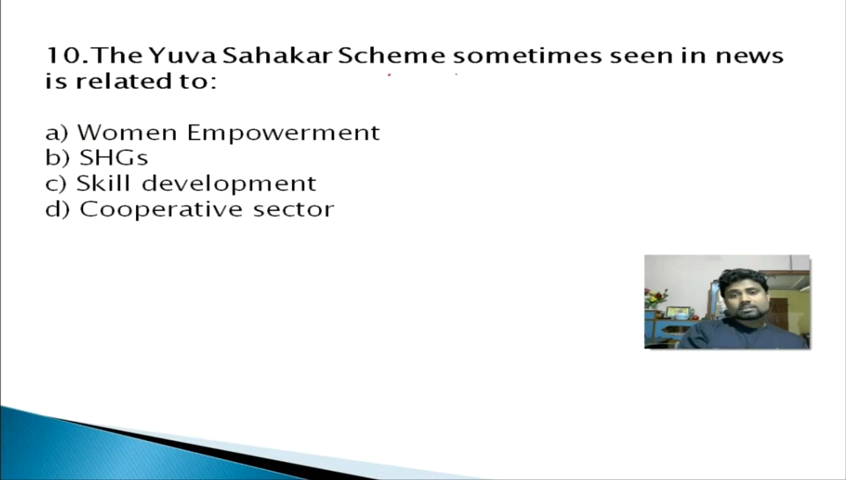 10.The Yuva Sahakar Scheme sometimes seen in news
is related to:
a) Women Empowerment
b) SHGs
c) Skill development
d) Cooperative sector